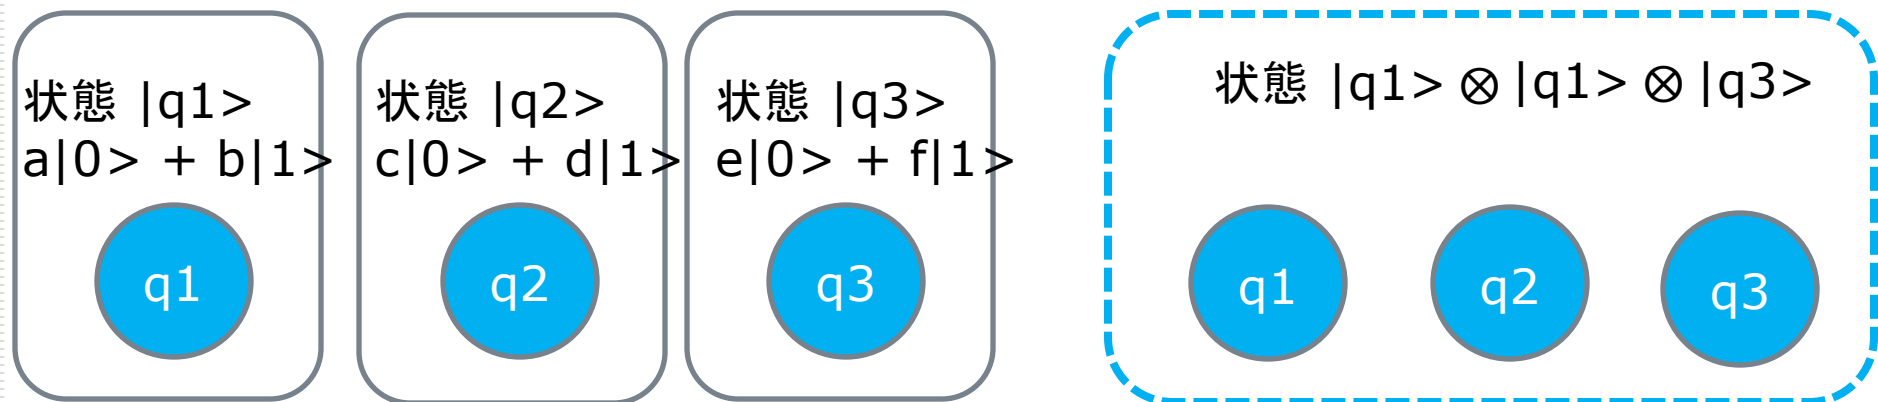 状態 |q1>
a|0> + b|1>
q1
状態 |q2>
c|0> + d|1>
q2
状態 |q3>
e|0> + f|1>
q3
状態 |q1> ⊗ |q1> ⊗ |q3>
q1
q2
q3